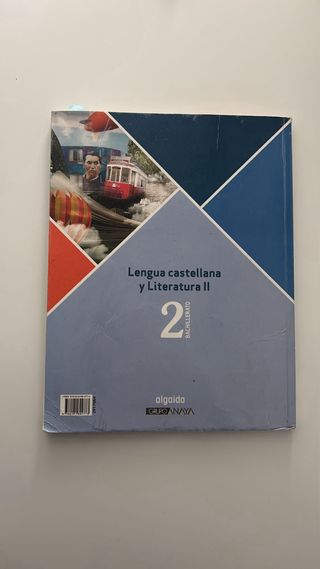 Lengua castellana
y Literatura II
2
BACHILLERATO
algaida
GRUPO ANAYA